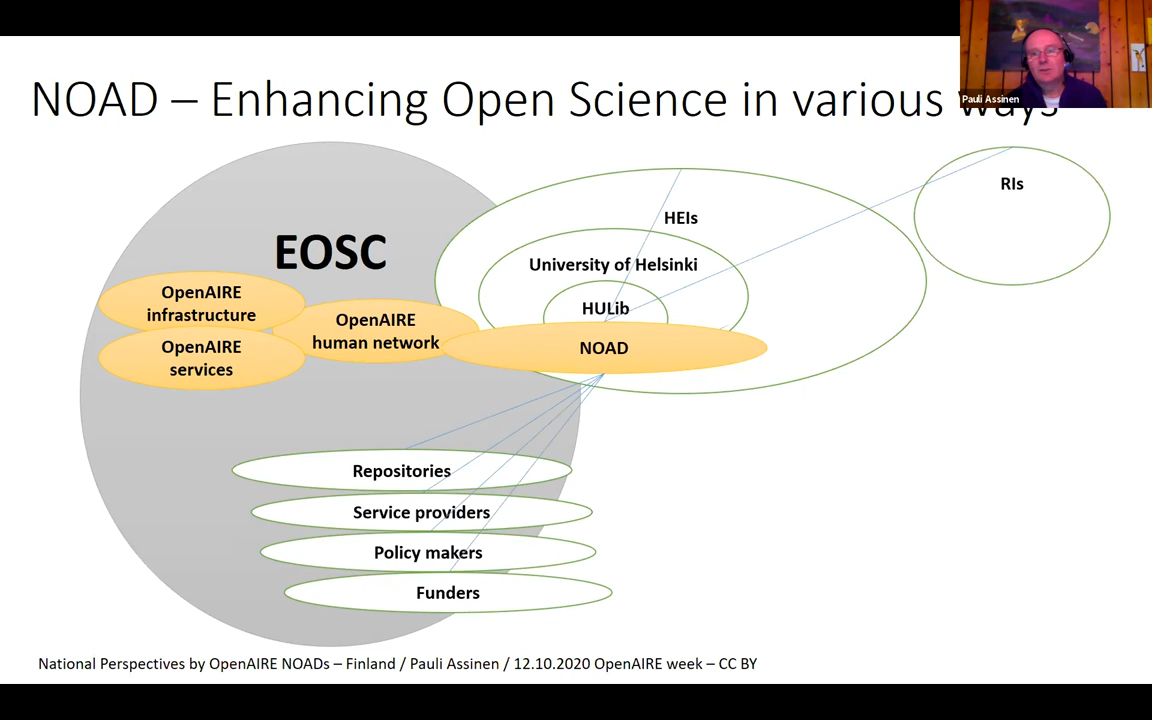 NOAD – Enhancing Open Science in various ways
Pauli Assinen
RIs
HEIs
EOSC
University of Helsinki
OpenAIRE
infrastructure
HULib
OpenAIRE
human network
NOAD
OpenAIRE
services
Repositories
Service providers
Policy makers
Funders
National Perspectives by OpenAIRE NOADs – Finland / Pauli Assinen / 12.10.2020 OpenAIRE week – CC BY